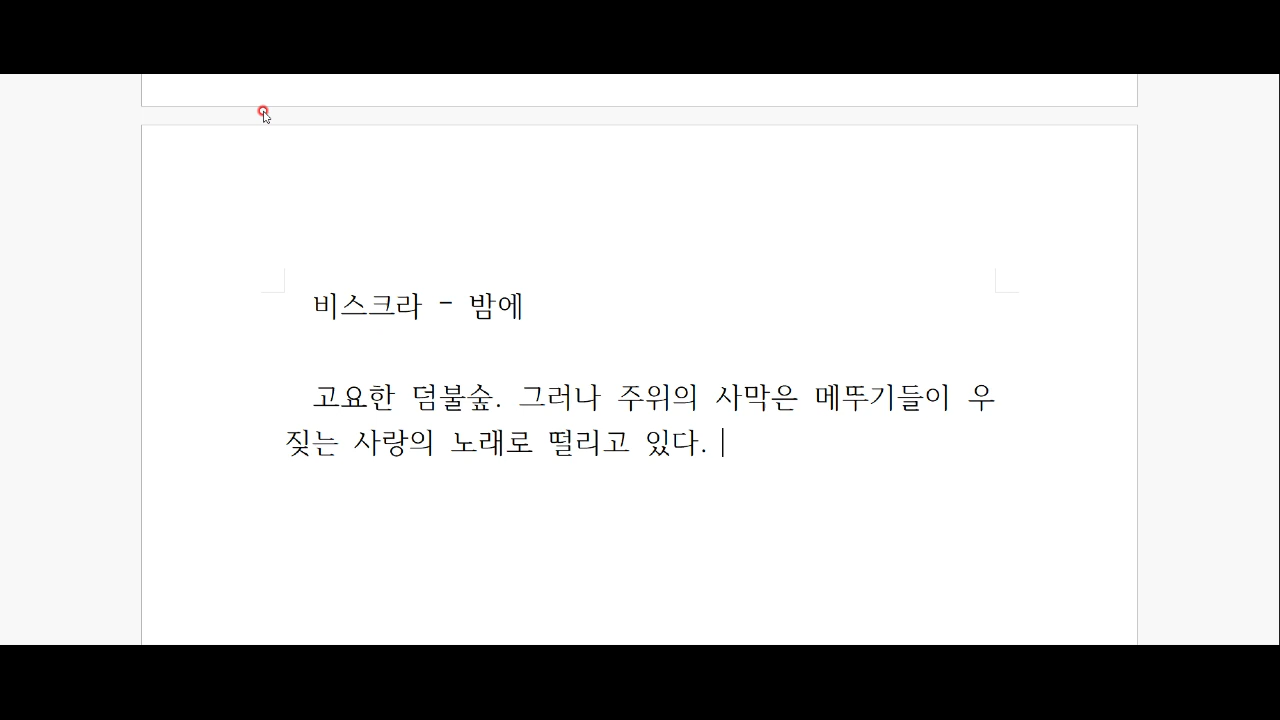 비스크라 - 밤에
고요한 덤불숲. 그러나 주위의 사막은 메뚜기들이 우
짖는 사랑의 노래로 떨리고 있다.